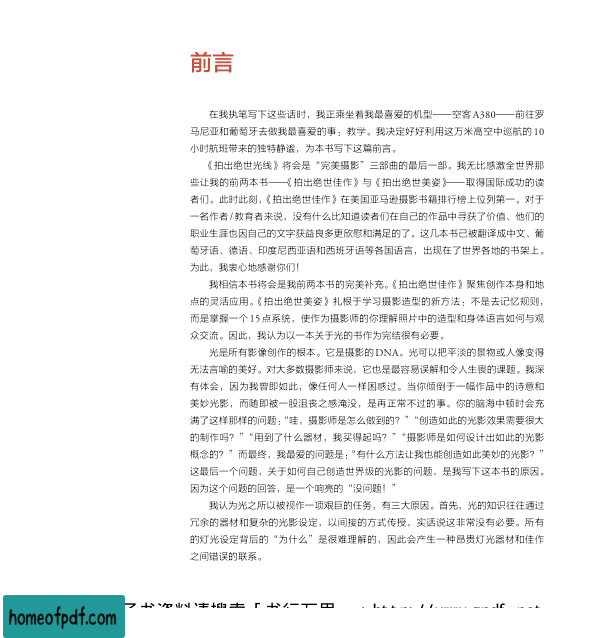 前言
在我执笔写下这些话时，我正乘坐着我最喜爱的机型——空客 A380——前往罗
马尼亚和葡萄牙去做我最喜爱的事：教学。我决定好好利用这万米高空中巡航的 10
小时航班带来的独特静谧，为本书写下这篇前言。
《拍出绝世光线》将会是“完美摄影”三部曲的最后一部。我无比感激全世界那
些让我的前两本书——《拍出绝世佳作》与《拍出绝世美姿》——取得国际成功的读
者们。此时此刻，《拍出绝世佳作》在美国亚马逊摄影书籍排行榜上位列第一。对于
一名作者 / 教育者来说，没有什么比知道读者们在自己的作品中寻获了价值、他们的
职业生涯也因自己的文字获益良多更欣慰和满足的了。这几本书已被翻译成中文、葡
萄牙语、德语、印度尼西亚语和西班牙语等各国语言，出现在了世界各地的书架上。
为此，我衷心地感谢你们！
我相信本书将会是我前两本书的完美补充。《拍出绝世佳作》聚焦创作本身和地
点的灵活应用。《拍出绝世美姿》扎根于学习摄影造型的新方法；不是去记忆规则，
而是掌握一个 15 点系统，使作为摄影师的你理解照片中的造型和身体语言如何与观
众交流。因此，我认为以一本关于光的书作为完结很有必要。
光是所有影像创作的根本。它是摄影的 DNA。光可以把平淡的景物或人像变得
无法言喻的美好。对大多数摄影师来说，它也是最容易误解和令人生畏的课题。我深
有体会，因为我曾即如此，像任何人一样困惑过。当你倾倒于一幅作品中的诗意和
美妙光影，而随即被一股沮丧之感淹没，是再正常不过的事。你的脑海中顿时会充
满了这样那样的问题：“哇，摄影师是怎么做到的？”“创造如此的光影效果需要很大
的制作吗？”“用到了什么器材，我买得起吗？”“摄影师是如何设计出如此的光影
概念的？”而最终，我最爱的问题是：“有什么方法让我也能创造如此美妙的光影？”
这最后一个问题，关于如何自己创造世界级的光影的问题，是我写下这本书的原因。
因为这个问题的回答，是一个响亮的“没问题！”
我认为光之所以被视作一项艰巨的任务，有三大原因。首先，光的知识往往通过
冗余的器材和复杂的光影设定，以间接的方式传授，实话说这非常没有必要。所有
的灯光设定背后的“为什么”是很难理解的，因此会产生一种昂贵灯光器材和佳作
之间错误的联系。
homeofpdf.com